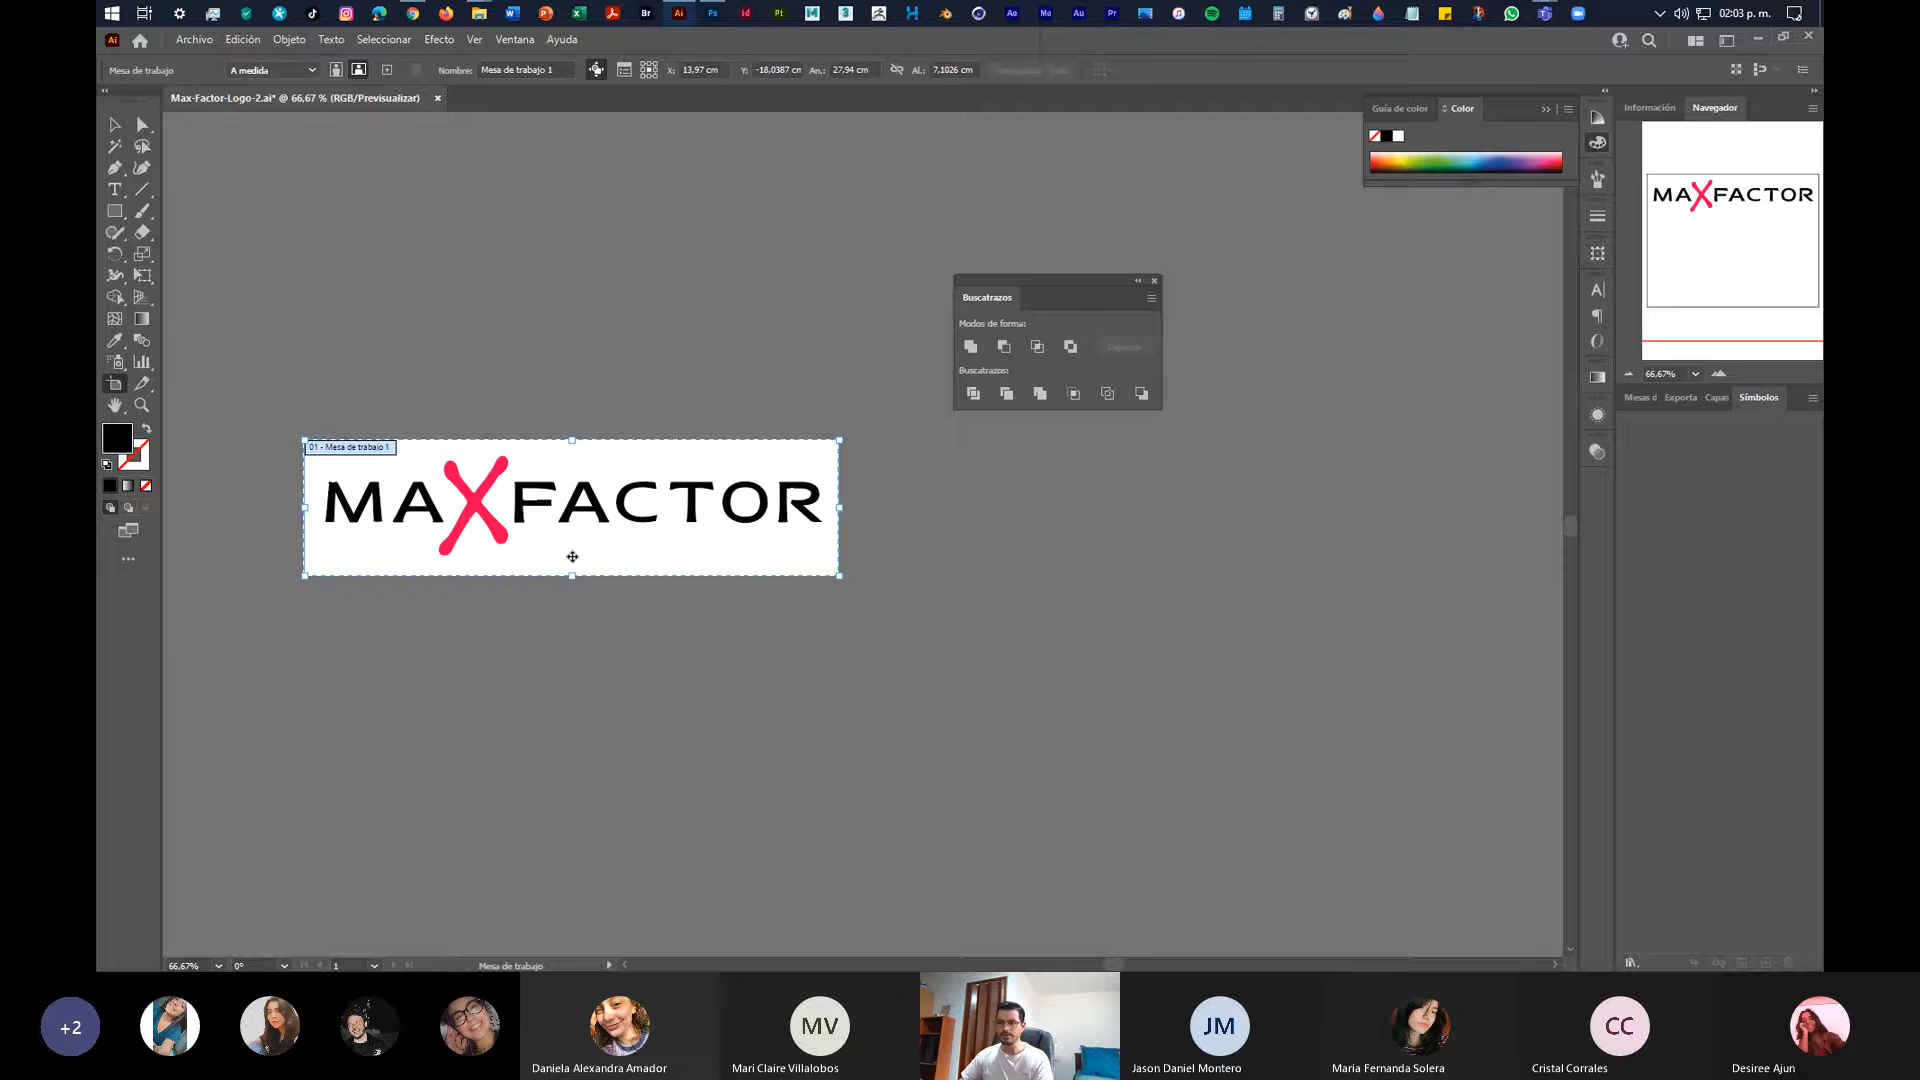 02:03 p. m.
Archivo Edición Objeto Texto Seleccionar Efecto Ver Ventana Ayuda
Mesa de trabajo A medida Nombre: Mesa de trabajo 1 X: 13,97 cm Y: -18,0387 cm An.: 27,94 cm Al.: 7,1026 cm
Max-Factor-Logo-2.ai* @ 66,67 % (RGB/Previsualizar)
Guía de color Color
Información Navegador
MAXFACTOR
66,67%
Mesas d Exporta Capas Símbolos
Buscatrazos
Modos de forma:
Expandir
Buscatrazos:
01 - Mesa de trabajo 1
MAXFACTOR
66,67% 0° 1 Mesa de trabajo
+2
MV
JM
CC
Daniela Alexandra Amador
Mari Claire Villalobos
Jason Daniel Montero
Maria Fernanda Solera
Cristal Corrales
Desiree Ajun